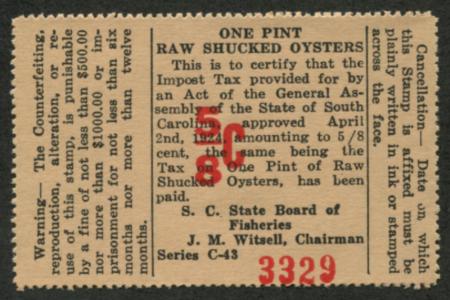 Warning— The Counterfeiting,
reproduction, alteration, or re-
use of this stamp, is punishable
by a fine of not less than $500.00
nor more than $1000.00 or im-
prisonment for not less than six
months nor more than twelve
months.
ONE PINT
RAW SHUCKED OYSTERS
This is to certify that the
Impost Tax provided for by
an Act of the General As-
sembly of the State of South
Carolina, approved April
2nd, 1924, amounting to 5/8
cent, the same being the
Tax on One Pint of Raw
Shucked Oysters, has been
paid.
S. C. State Board of
Fisheries
J. M. Witsell, Chairman
Series C-43
5
8
C
3329
Cancellation— Date on, which
this Stamp is affixed must be
plainly written in ink or stamped
across the face.